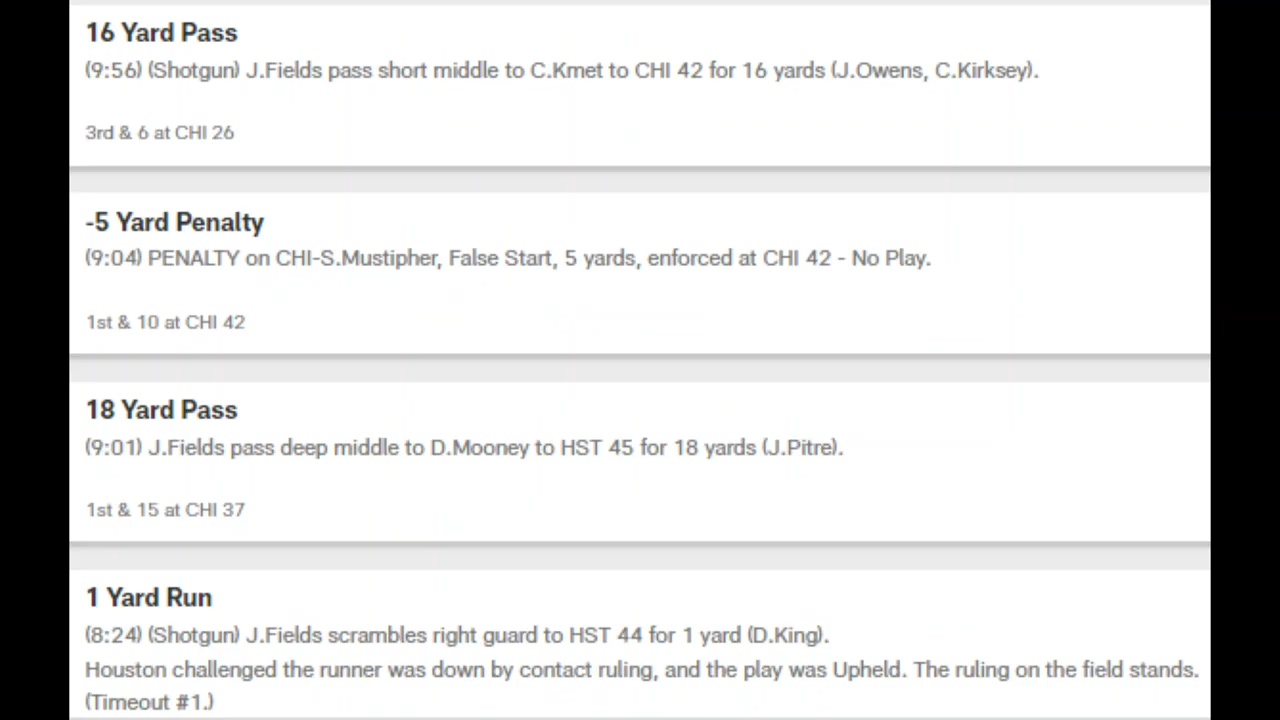 16 Yard Pass
(9:56) (Shotgun) J.Fields pass short middle to C.Kmet to CHI 42 for 16 yards (J.Owens, C.Kirksey).
3rd & 6 at CHI 26
-5 Yard Penalty
(9:04) PENALTY on CHI-S.Mustipher, False Start, 5 yards, enforced at CHI 42 - No Play.
1st & 10 at CHI 42
18 Yard Pass
(9:01) J.Fields pass deep middle to D.Mooney to HST 45 for 18 yards (J.Pitre).
1st & 15 at CHI 37
1 Yard Run
(8:24) (Shotgun) J.Fields scrambles right guard to HST 44 for 1 yard (D.King).
Houston challenged the runner was down by contact ruling, and the play was Upheld. The ruling on the field stands.
(Timeout #1.)